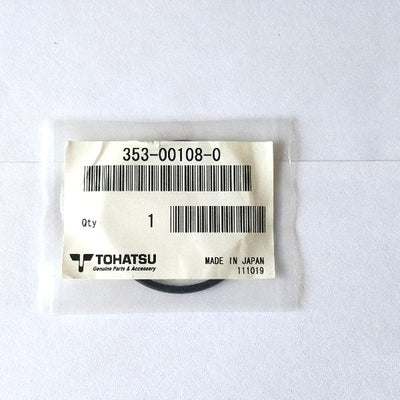 353-00108-0
Qty 1
TOHATSU
Genuine Parts & Accessory
MADE IN JAPAN
111019